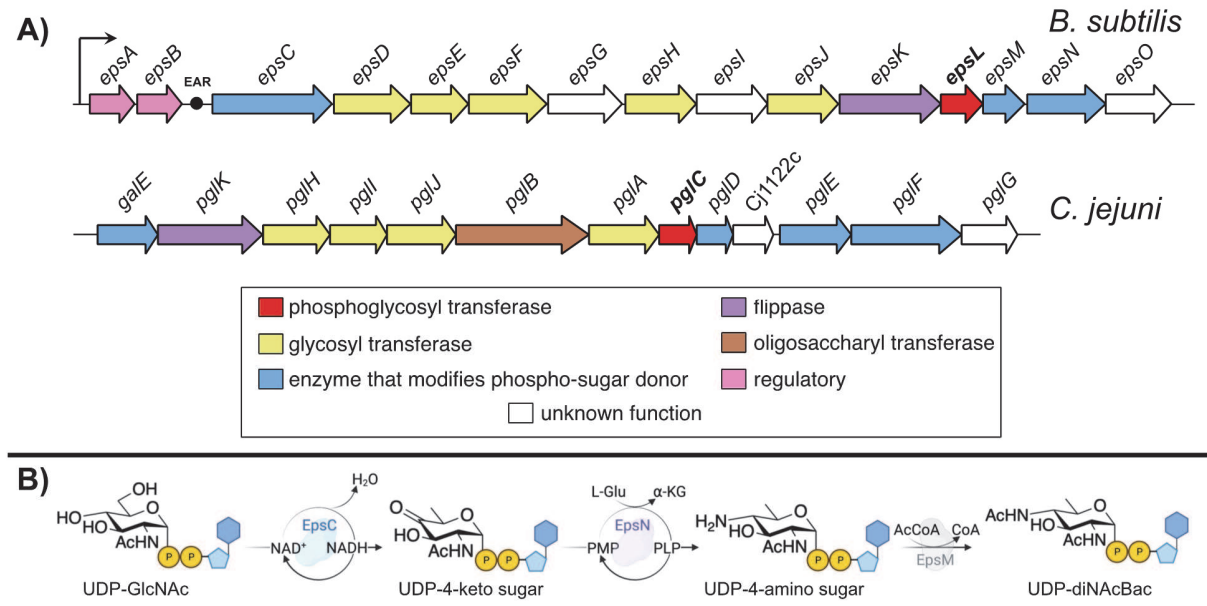 A)
B. subtilis
epsA epsB EAR epsC epsD epsE epsF epsG epsH epsI epsJ epsK epsL epsM epsN epsO
galE pglK pglH pglI pglJ pglB pglA pglC pglD Cj1122c pglE pglF pglG
C. jejuni
phosphoglycosyl transferase
flippase
glycosyl transferase
oligosaccharyl transferase
enzyme that modifies phospho-sugar donor
regulatory
unknown function
B)
OH
HO
HO
O
AcHN
P P
UDP-GlcNAc
H₂O
EpsC
NAD⁺ NADH
O
O
HO
AcHN
P P
UDP-4-keto sugar
L-Glu α-KG
EpsN
PMP PLP
H₂N
O
HO
AcHN
P P
UDP-4-amino sugar
AcCoA CoA
EpsM
AcHN
O
HO
AcHN
P P
UDP-diNAcBac